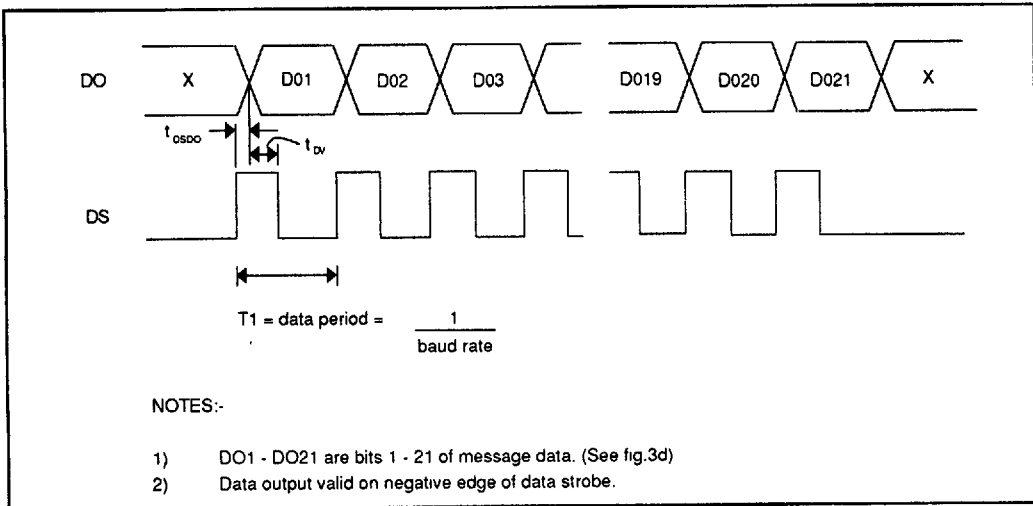 DO X D01 D02 D03 D019 D020 D021 X
t DSDO
t DV
DS
T1 = data period = 1
baud rate
NOTES:-
1) DO1 - DO21 are bits 1 - 21 of message data. (See fig.3d)
2) Data output valid on negative edge of data strobe.